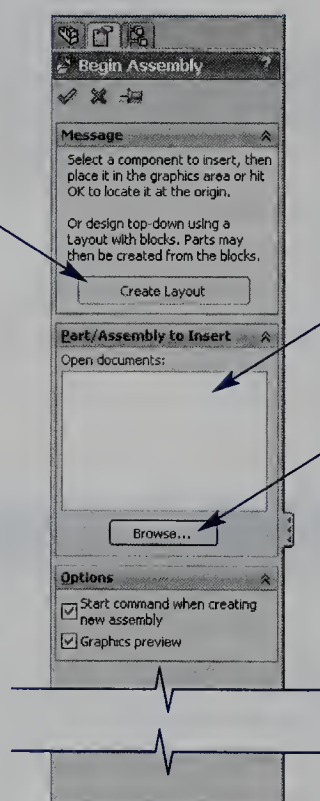 Begin Assembly ?
Message
Select a component to insert, then
place it in the graphics area or hit
OK to locate it at the origin.
Or design top-down using a
Layout with blocks. Parts may
then be created from the blocks.
Create Layout
Part/Assembly to Insert
Open documents:
Browse...
Options
Start command when creating
new assembly
Graphics preview